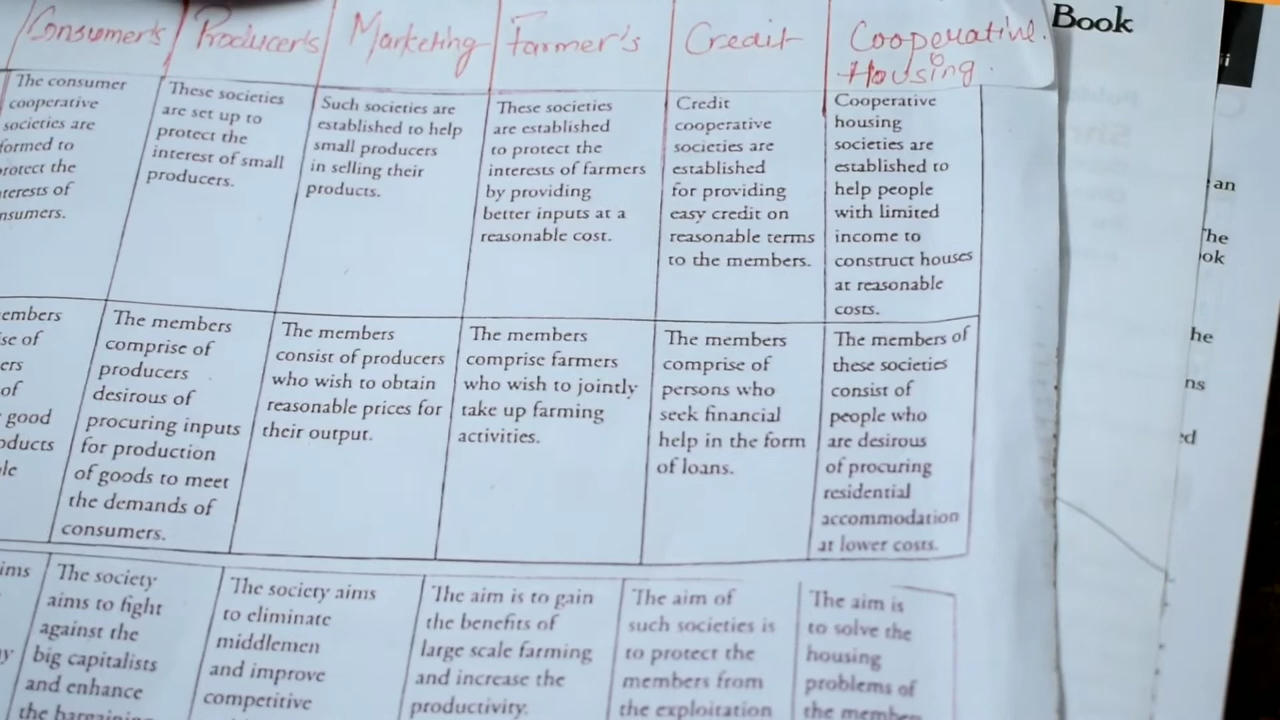 Consumer's
Producer's
Marketing
Farmer's
Credit
Cooperative
Housing
The consumer
cooperative
societies are
formed to
protect the
interests of
consumers.
These societies
are set up to
protect the
interest of small
producers.
Such societies are
established to help
small producers
in selling their
products.
These societies
are established
to protect the
interests of farmers
by providing
better inputs at a
reasonable cost.
Credit
cooperative
societies are
established
for providing
easy credit on
reasonable terms
to the members.
Cooperative
housing
societies are
established to
help people
with limited
income to
construct houses
at reasonable
costs.
of
good
The members
comprise of
producers
desirous of
procuring inputs
for production
of goods to meet
the demands of
consumers.
The members
consist of producers
who wish to obtain
reasonable prices for
their output.
The members
comprise farmers
who wish to jointly
take up farming
activities.
The members
comprise of
persons who
seek financial
help in the form
of loans.
The members of
these societies
consist of
people who
are desirous
of procuring
residential
accommodation
at lower costs.
The society
aims to fight
against the
big capitalists
and enhance
the bargaining
The society aims
to eliminate
middlemen
and improve
competitive
The aim is to gain
the benefits of
large scale farming
and increase the
productivity.
The aim of
such societies is
to protect the
members from
the exploitation
The aim is
to solve the
housing
problems of
the member
Book
an
The